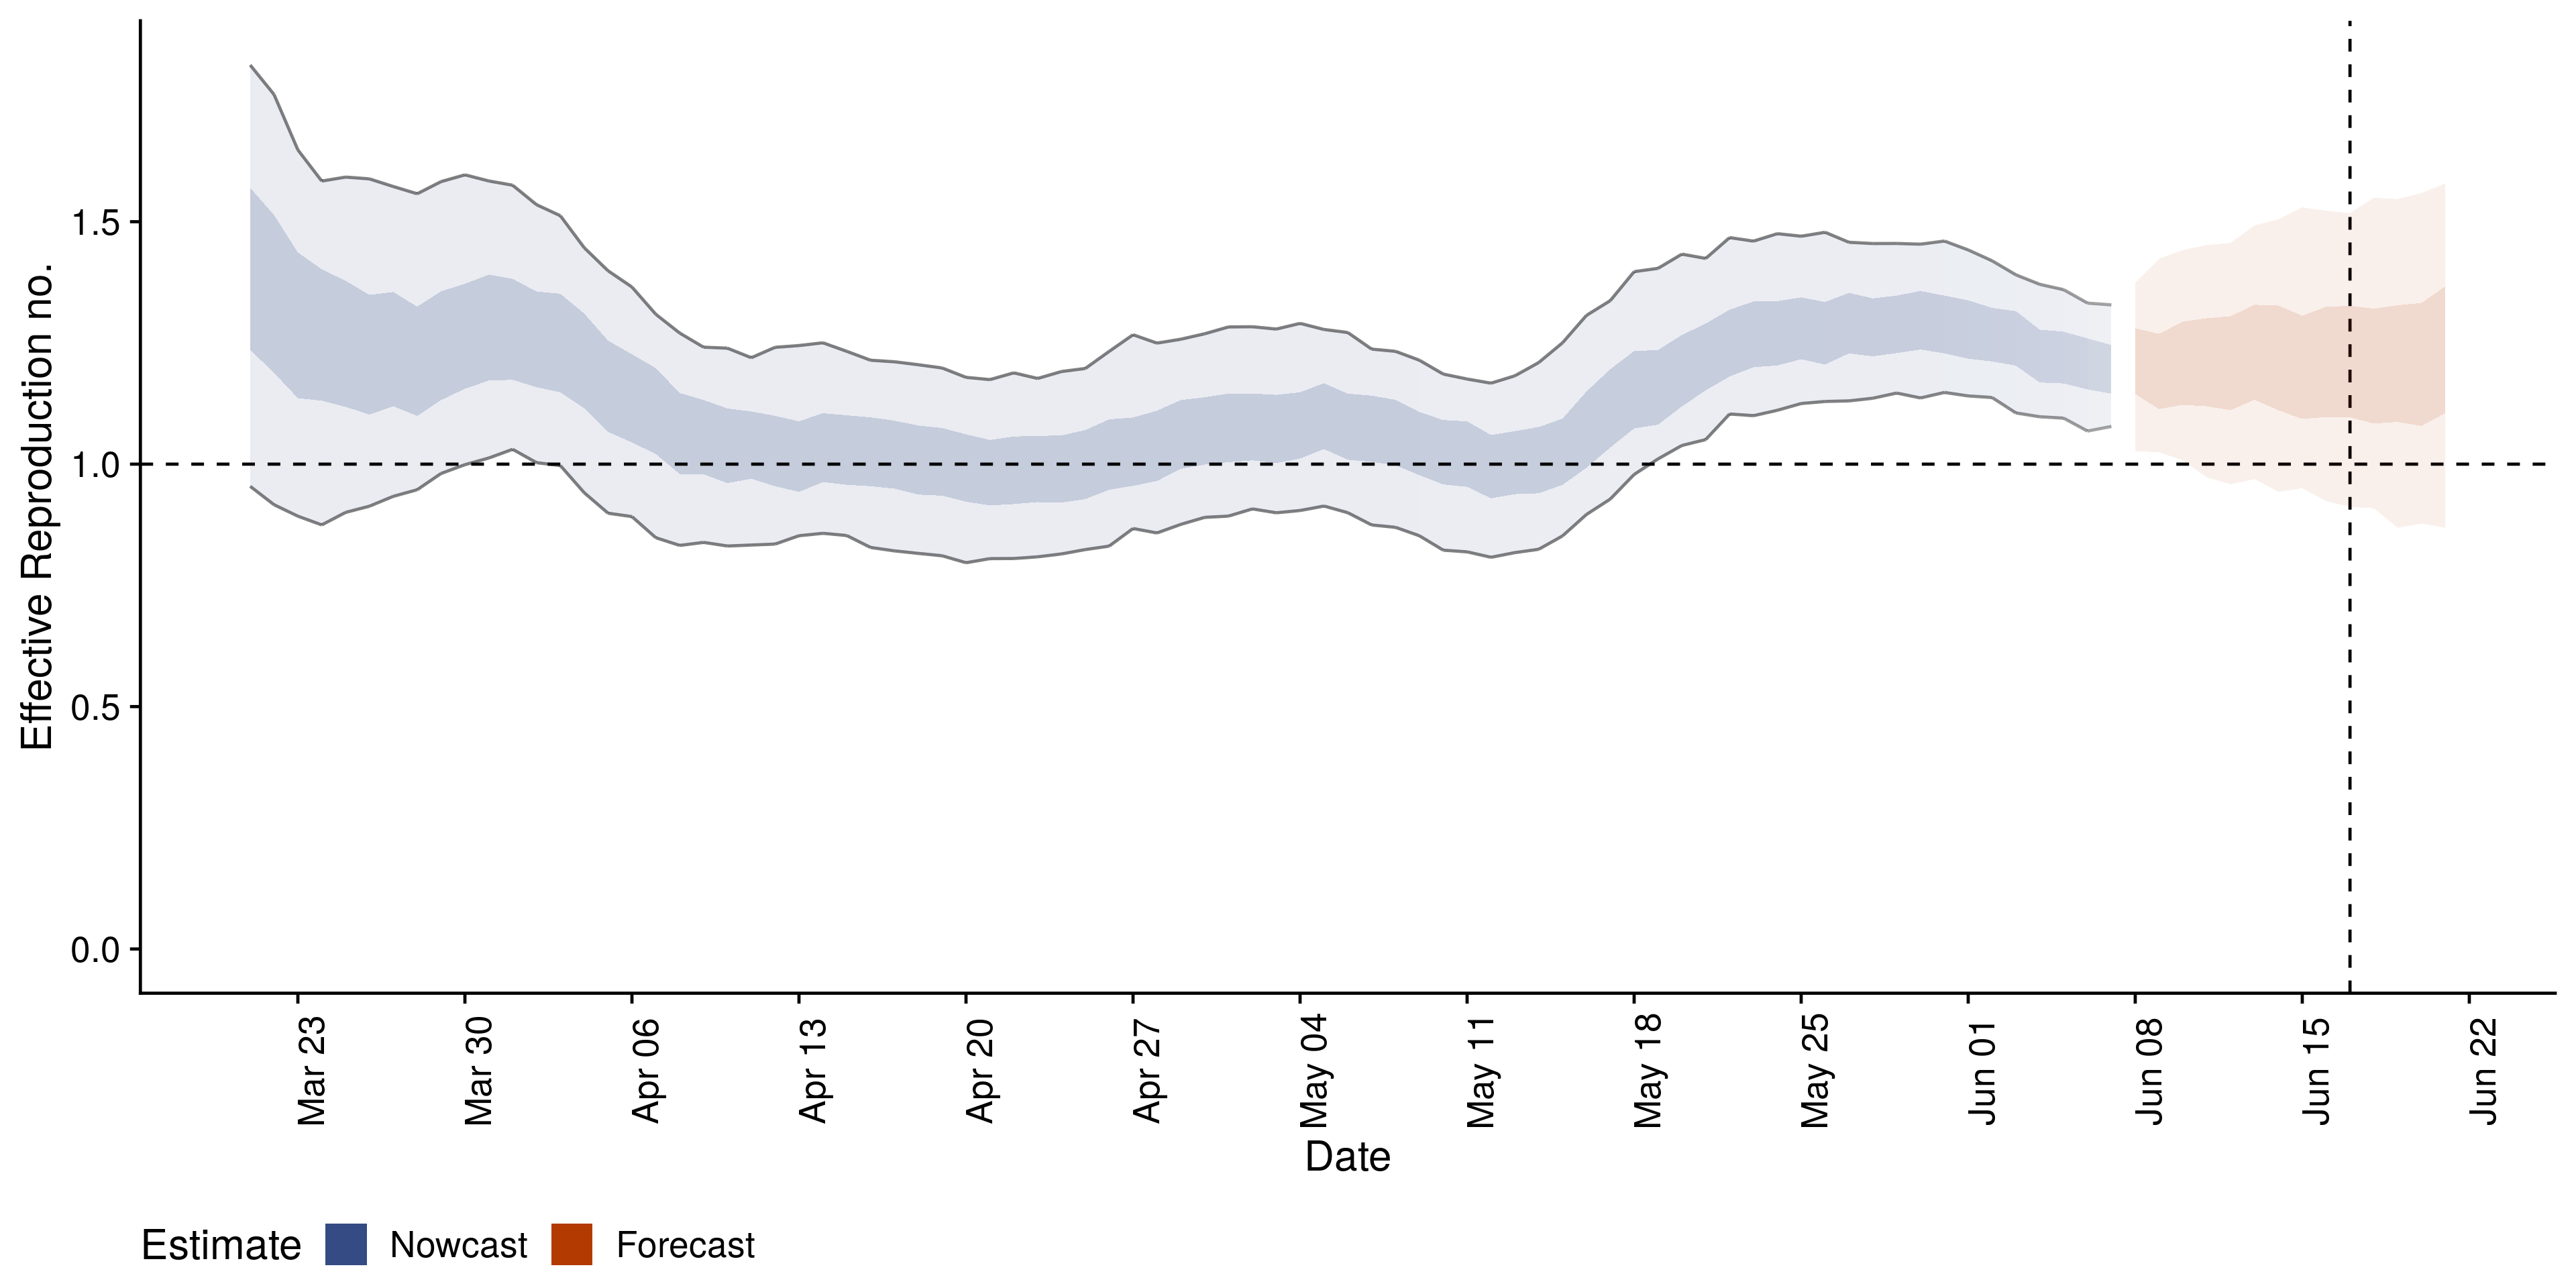 Effective Reproduction no.
1.5
1.0
0.5
0.0
Mar 23
Mar 30
Apr 06
Apr 13
Apr 20
Apr 27
May 04
May 11
May 18
May 25
Jun 01
Jun 08
Jun 15
Jun 22
Date
Estimate Nowcast Forecast